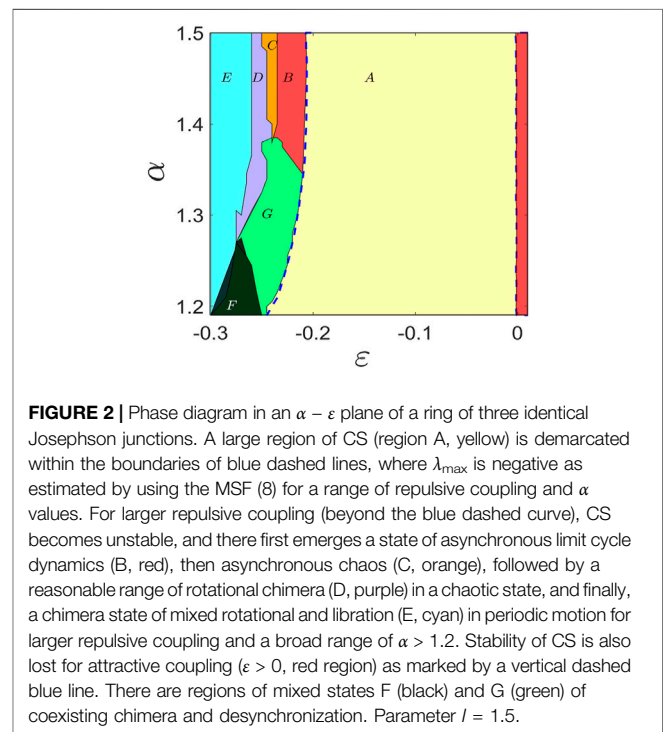 1.5
1.4
α
1.3
1.2
E
D
C
B
A
G
F
-0.3
-0.2
-0.1
0
ε
FIGURE 2 | Phase diagram in an α – ε plane of a ring of three identical
Josephson junctions. A large region of CS (region A, yellow) is demarcated
within the boundaries of blue dashed lines, where λmax is negative as
estimated by using the MSF (8) for a range of repulsive coupling and α
values. For larger repulsive coupling (beyond the blue dashed curve), CS
becomes unstable, and there first emerges a state of asynchronous limit cycle
dynamics (B, red), then asynchronous chaos (C, orange), followed by a
reasonable range of rotational chimera (D, purple) in a chaotic state, and finally,
a chimera state of mixed rotational and libration (E, cyan) in periodic motion for
larger repulsive coupling and a broad range of α > 1.2. Stability of CS is also
lost for attractive coupling (ε > 0, red region) as marked by a vertical dashed
blue line. There are regions of mixed states F (black) and G (green) of
coexisting chimera and desynchronization. Parameter I = 1.5.